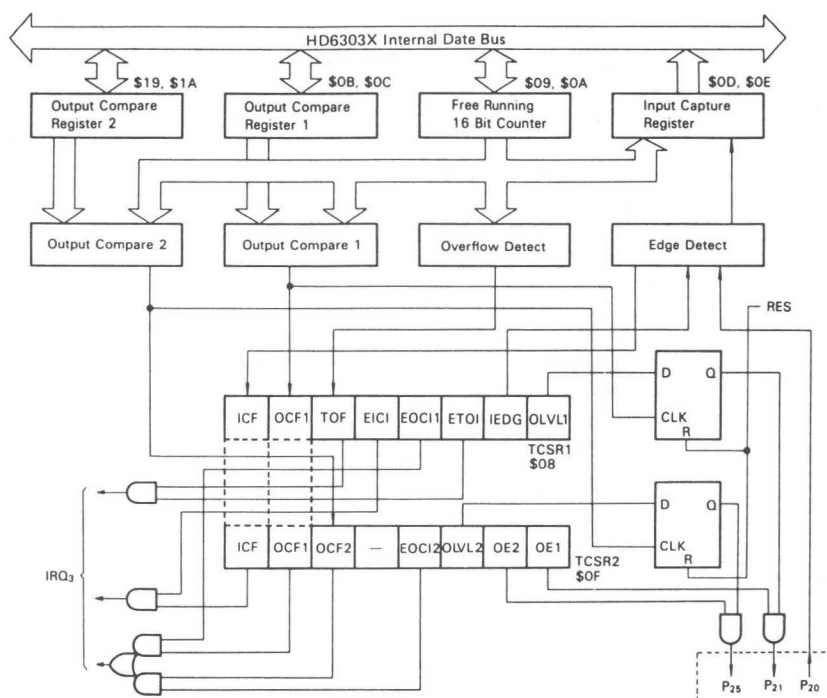 HD6303X Internal Date Bus
$19, $1A
$0B, $0C
$09, $0A
$0D, $0E
Output Compare
Register 2
Output Compare
Register 1
Free Running
16 Bit Counter
Input Capture
Register
Output Compare 2
Output Compare 1
Overflow Detect
Edge Detect
RES
D Q
CLK
R
ICF OCF1 TOF EICI EOCI1 ETOI IEDG OLVL1
TCSR1
$08
D Q
CLK
R
ICF OCF1 OCF2 — EOCI2 OLVL2 OE2 OE1
TCSR2
$0F
IRQ₃
P₂₅ P₂₁ P₂₀